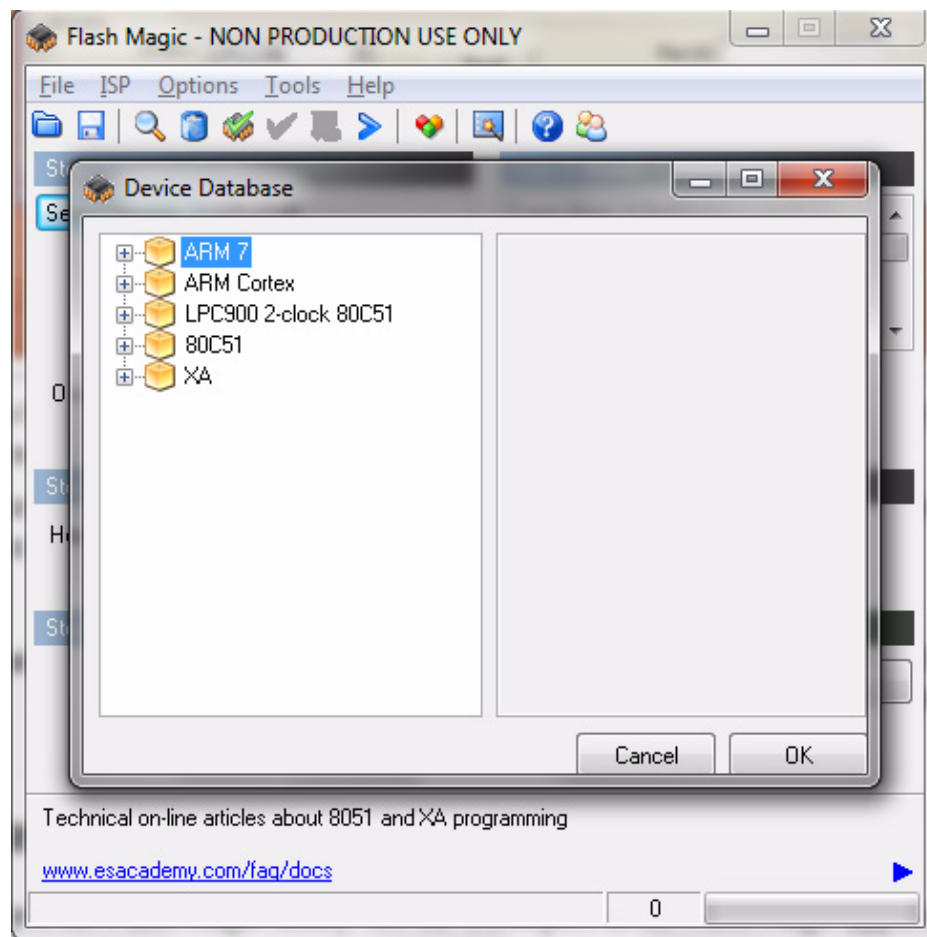 Flash Magic - NON PRODUCTION USE ONLY
File ISP Options Tools Help
Device Database
ARM 7
ARM Cortex
LPC900 2-clock 80C51
80C51
XA
Cancel OK
Technical on-line articles about 8051 and XA programming
www.esacademy.com/faq/docs
0